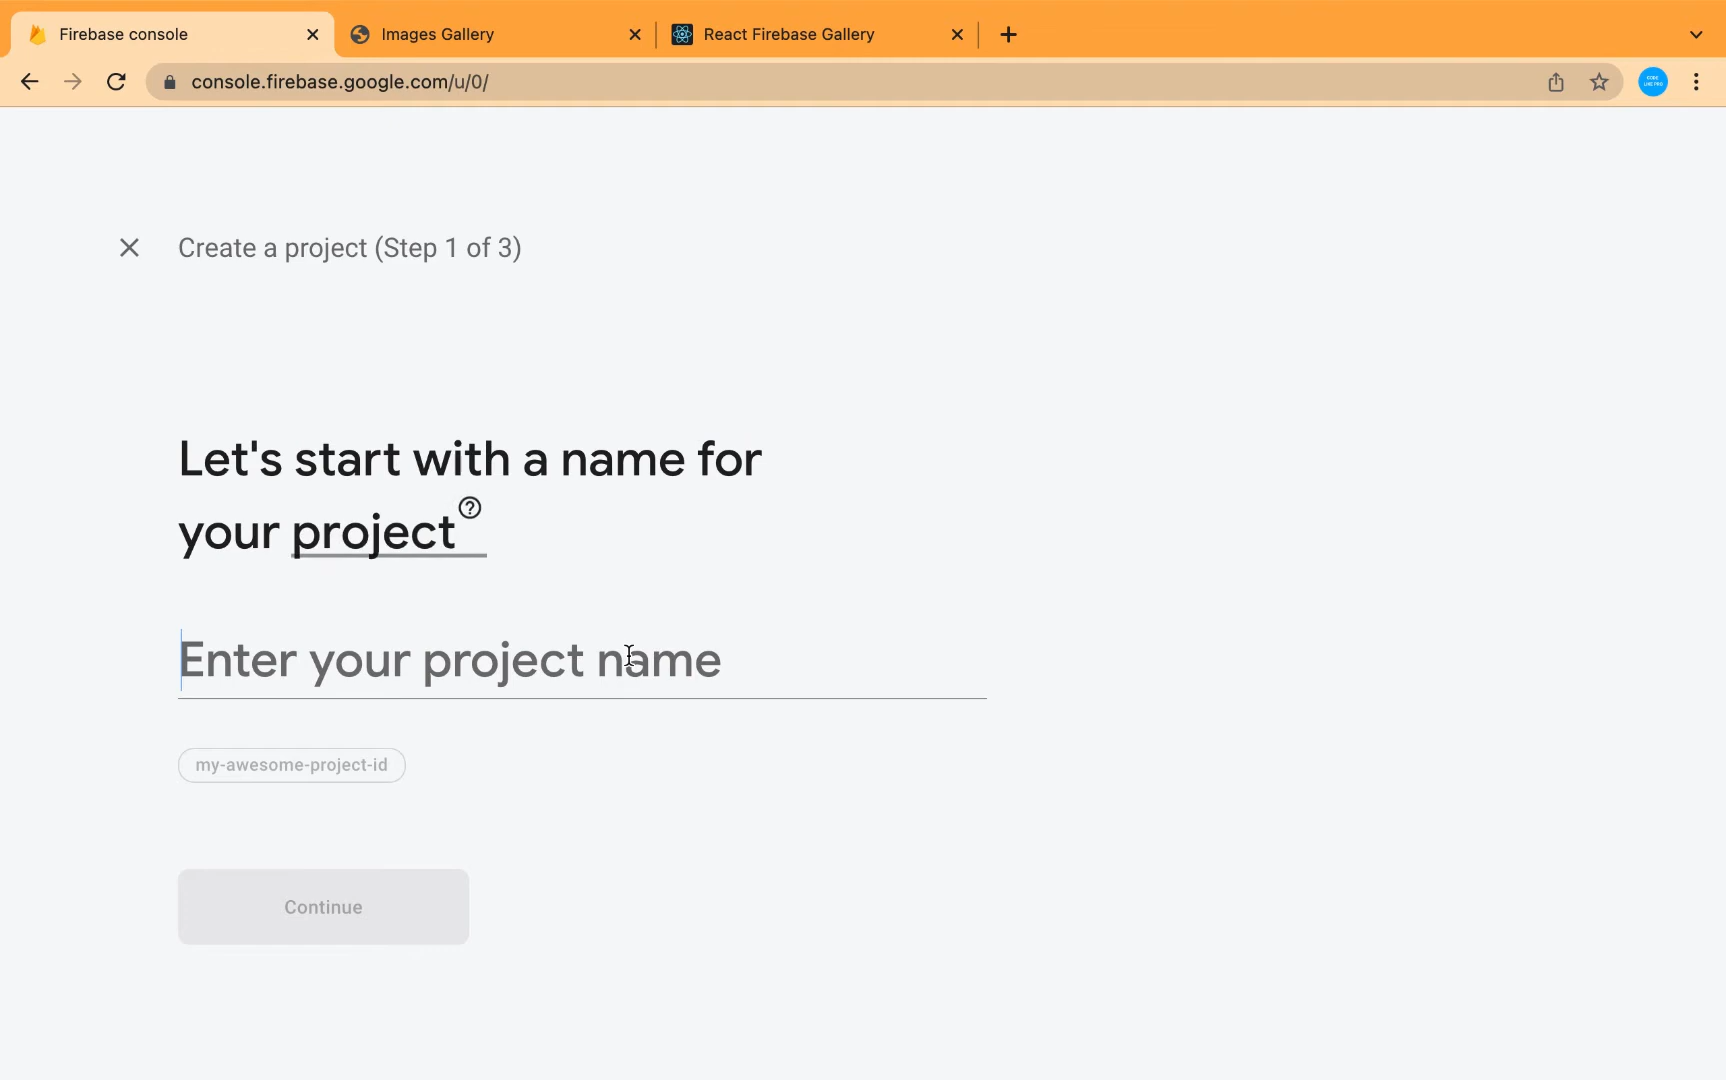 Firebase console
Images Gallery
React Firebase Gallery
console.firebase.google.com/u/0/
Create a project (Step 1 of 3)
Let's start with a name for
your project
Enter your project name
my-awesome-project-id
Continue